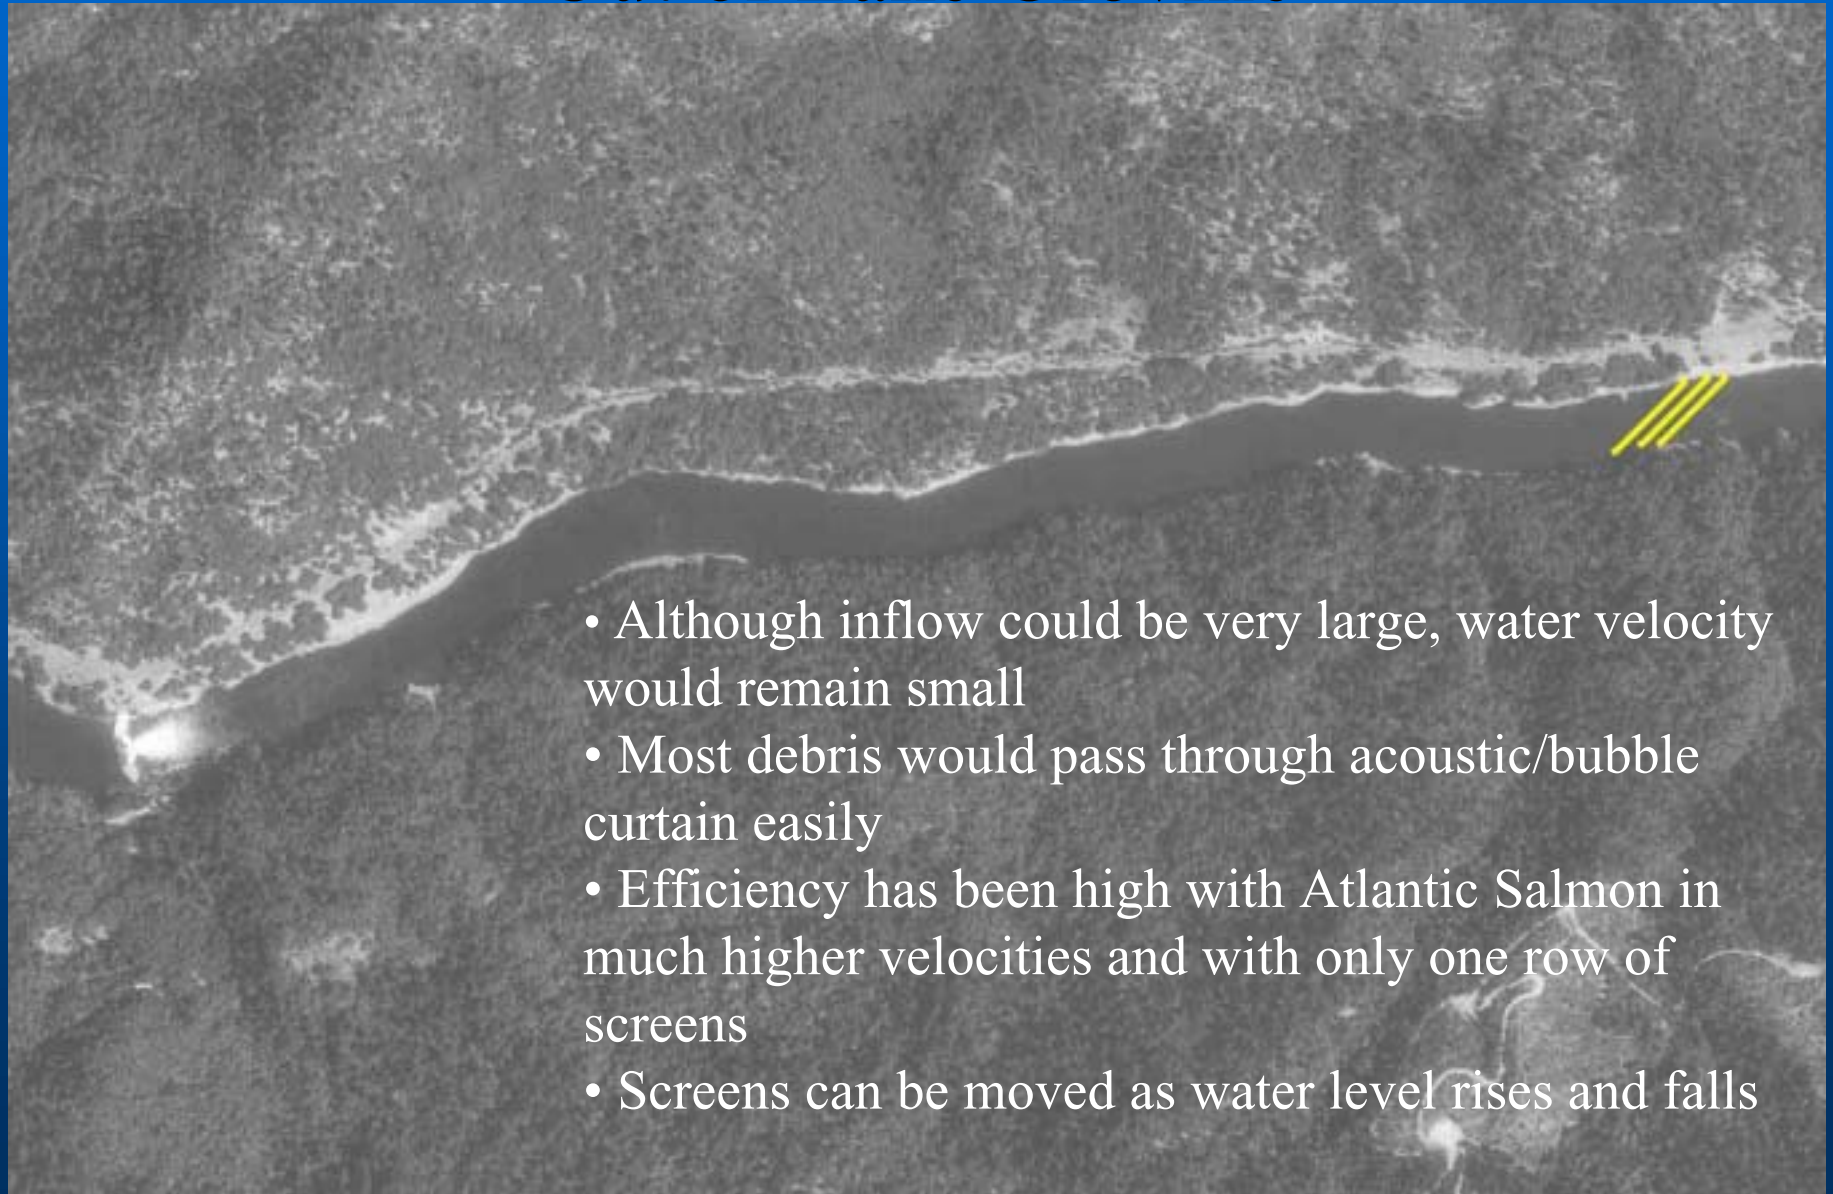 • Although inflow could be very large, water velocity
would remain small
• Most debris would pass through acoustic/bubble
curtain easily
• Efficiency has been high with Atlantic Salmon in
much higher velocities and with only one row of
screens
• Screens can be moved as water level rises and falls